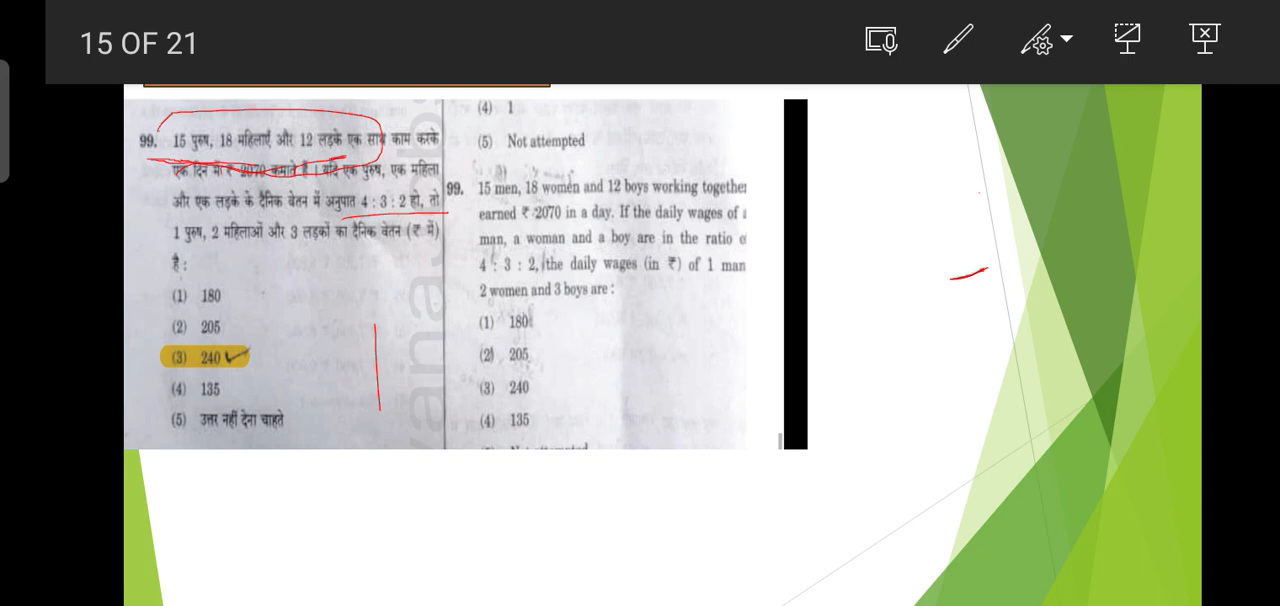 15 OF 21
99. 15 पुरुष, 18 महिलाएँ और 12 लड़के एक साथ काम करके
एक दिन में ₹ 2070 कमाते हैं। यदि एक पुरुष, एक महिला
और एक लड़के के दैनिक वेतन में अनुपात 4 : 3 : 2 हो, तो
1 पुरुष, 2 महिलाओं और 3 लड़कों का दैनिक वेतन (₹ में)
है :
(1) 180
(2) 205
(3) 240
(4) 135
(5) उत्तर नहीं देना चाहते
(4) 1
(5) Not attempted
99. 15 men, 18 women and 12 boys working together
earned ₹ 2070 in a day. If the daily wages of a
man, a woman and a boy are in the ratio o
4 : 3 : 2, the daily wages (in ₹) of 1 man
2 women and 3 boys are :
(1) 180
(2) 205
(3) 240
(4) 135